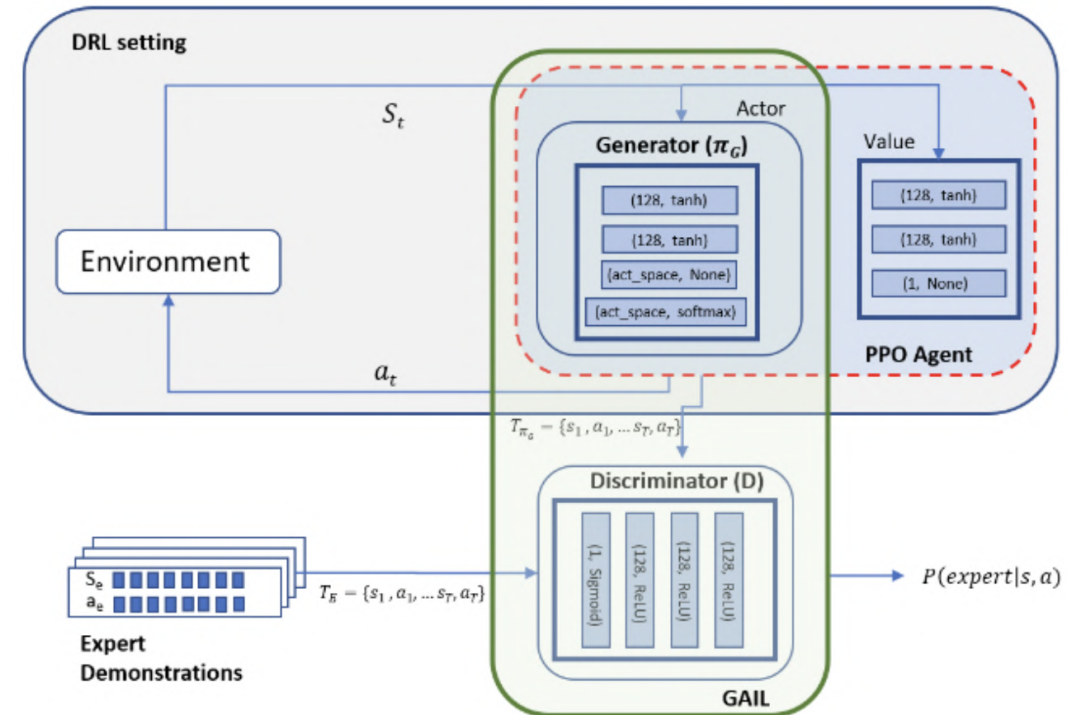 DRL setting
S_t
Actor
Generator (π_G)
Value
(128, tanh)
(128, tanh)
(act_space, None)
(act_space, softmax)
(128, tanh)
(128, tanh)
(1, None)
Environment
PPO Agent
a_t
T_{π_G} = {s_1, a_1, ... s_T, a_T}
Discriminator (D)
(1, Sigmoid)
(128, ReLU)
(128, ReLU)
(128, ReLU)
S_e
a_e
T_E = {s_1, a_1, ... s_T, a_T}
P(expert|s, a)
Expert
Demonstrations
GAIL